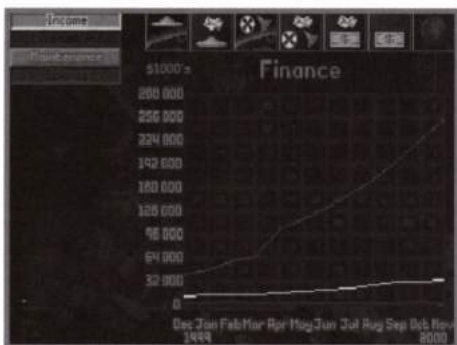 Income
Maintenance
$1000's
Finance
288 000
256 000
224 000
192 000
160 000
128 000
96 000
64 000
32 000
0
Dec Jan Feb Mar Apr May Jun Jul Aug Sep Oct Nov
1999 2000